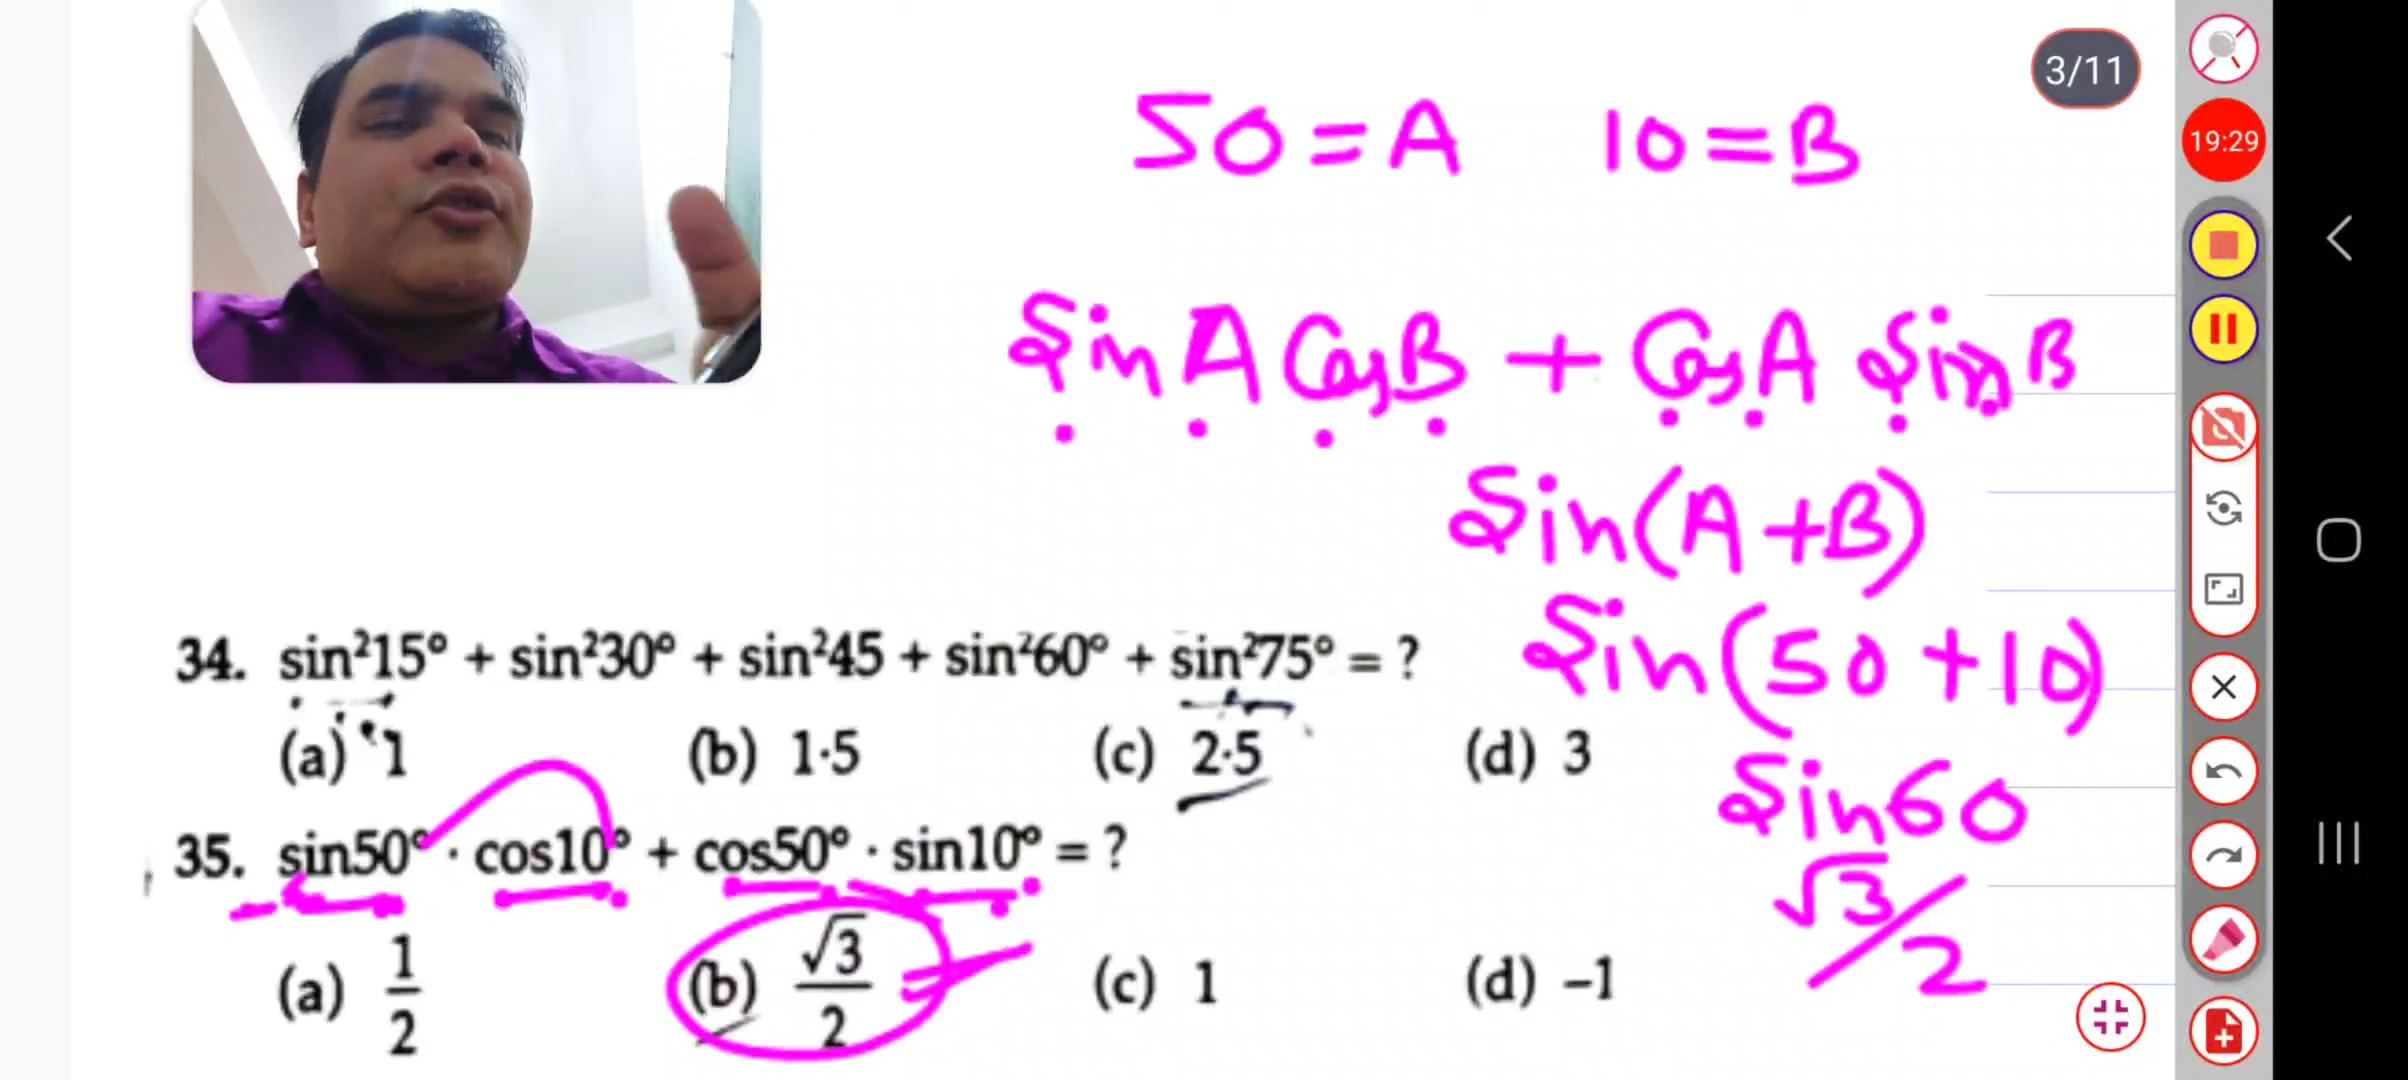 3/11
19:29
50 = A 10 = B
Sin A Cos B + Cos A Sin B
Sin(A+B)
Sin(50+10)
Sin60
√3/2
34. sin²15° + sin²30° + sin²45 + sin²60° + sin²75° = ?
(a) 1 (b) 1·5 (c) 2·5 (d) 3
35. sin50° · cos10° + cos50° · sin10° = ?
(a) 1/2 (b) √3/2 (c) 1 (d) –1